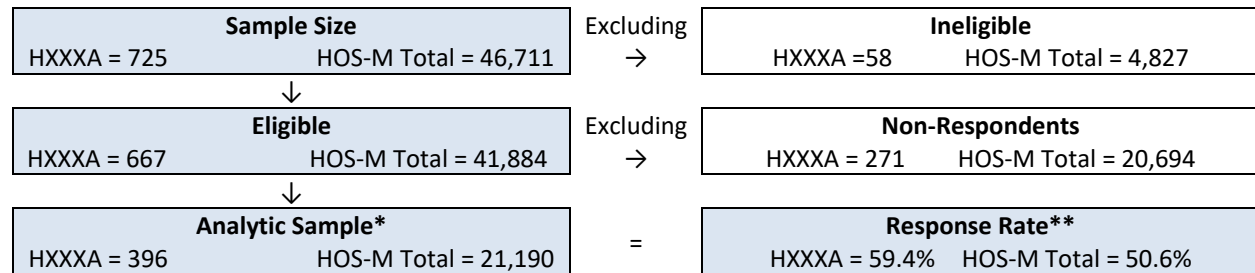 Sample Size Excluding Ineligible
HXXXA = 725 HOS-M Total = 46,711 → HXXXA =58 HOS-M Total = 4,827
↓
Eligible Excluding Non-Respondents
HXXXA = 667 HOS-M Total = 41,884 → HXXXA = 271 HOS-M Total = 20,694
↓
Analytic Sample* = Response Rate**
HXXXA = 396 HOS-M Total = 21,190 HXXXA = 59.4% HOS-M Total = 50.6%